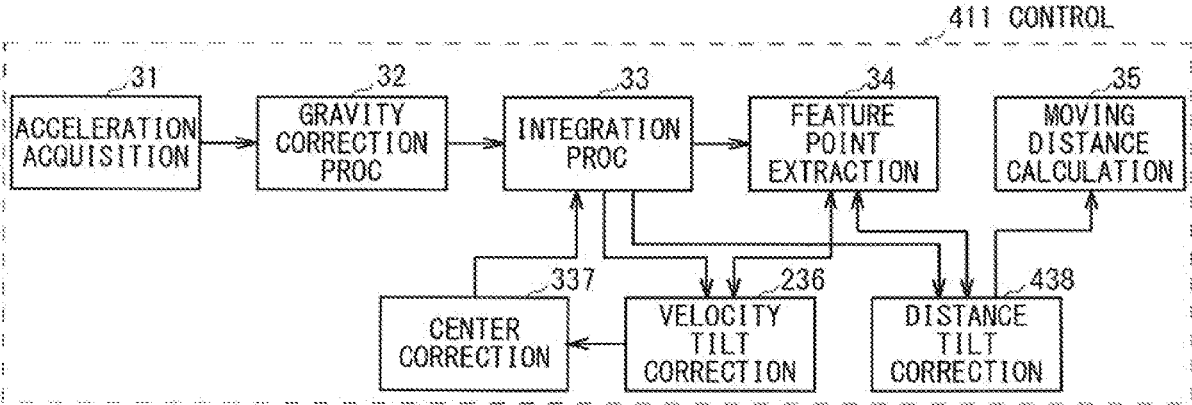 411 CONTROL
31
ACCELERATION
ACQUISITION
32
GRAVITY
CORRECTION
PROC
33
INTEGRATION
PROC
34
FEATURE
POINT
EXTRACTION
35
MOVING
DISTANCE
CALCULATION
337
CENTER
CORRECTION
236
VELOCITY
TILT
CORRECTION
438
DISTANCE
TILT
CORRECTION